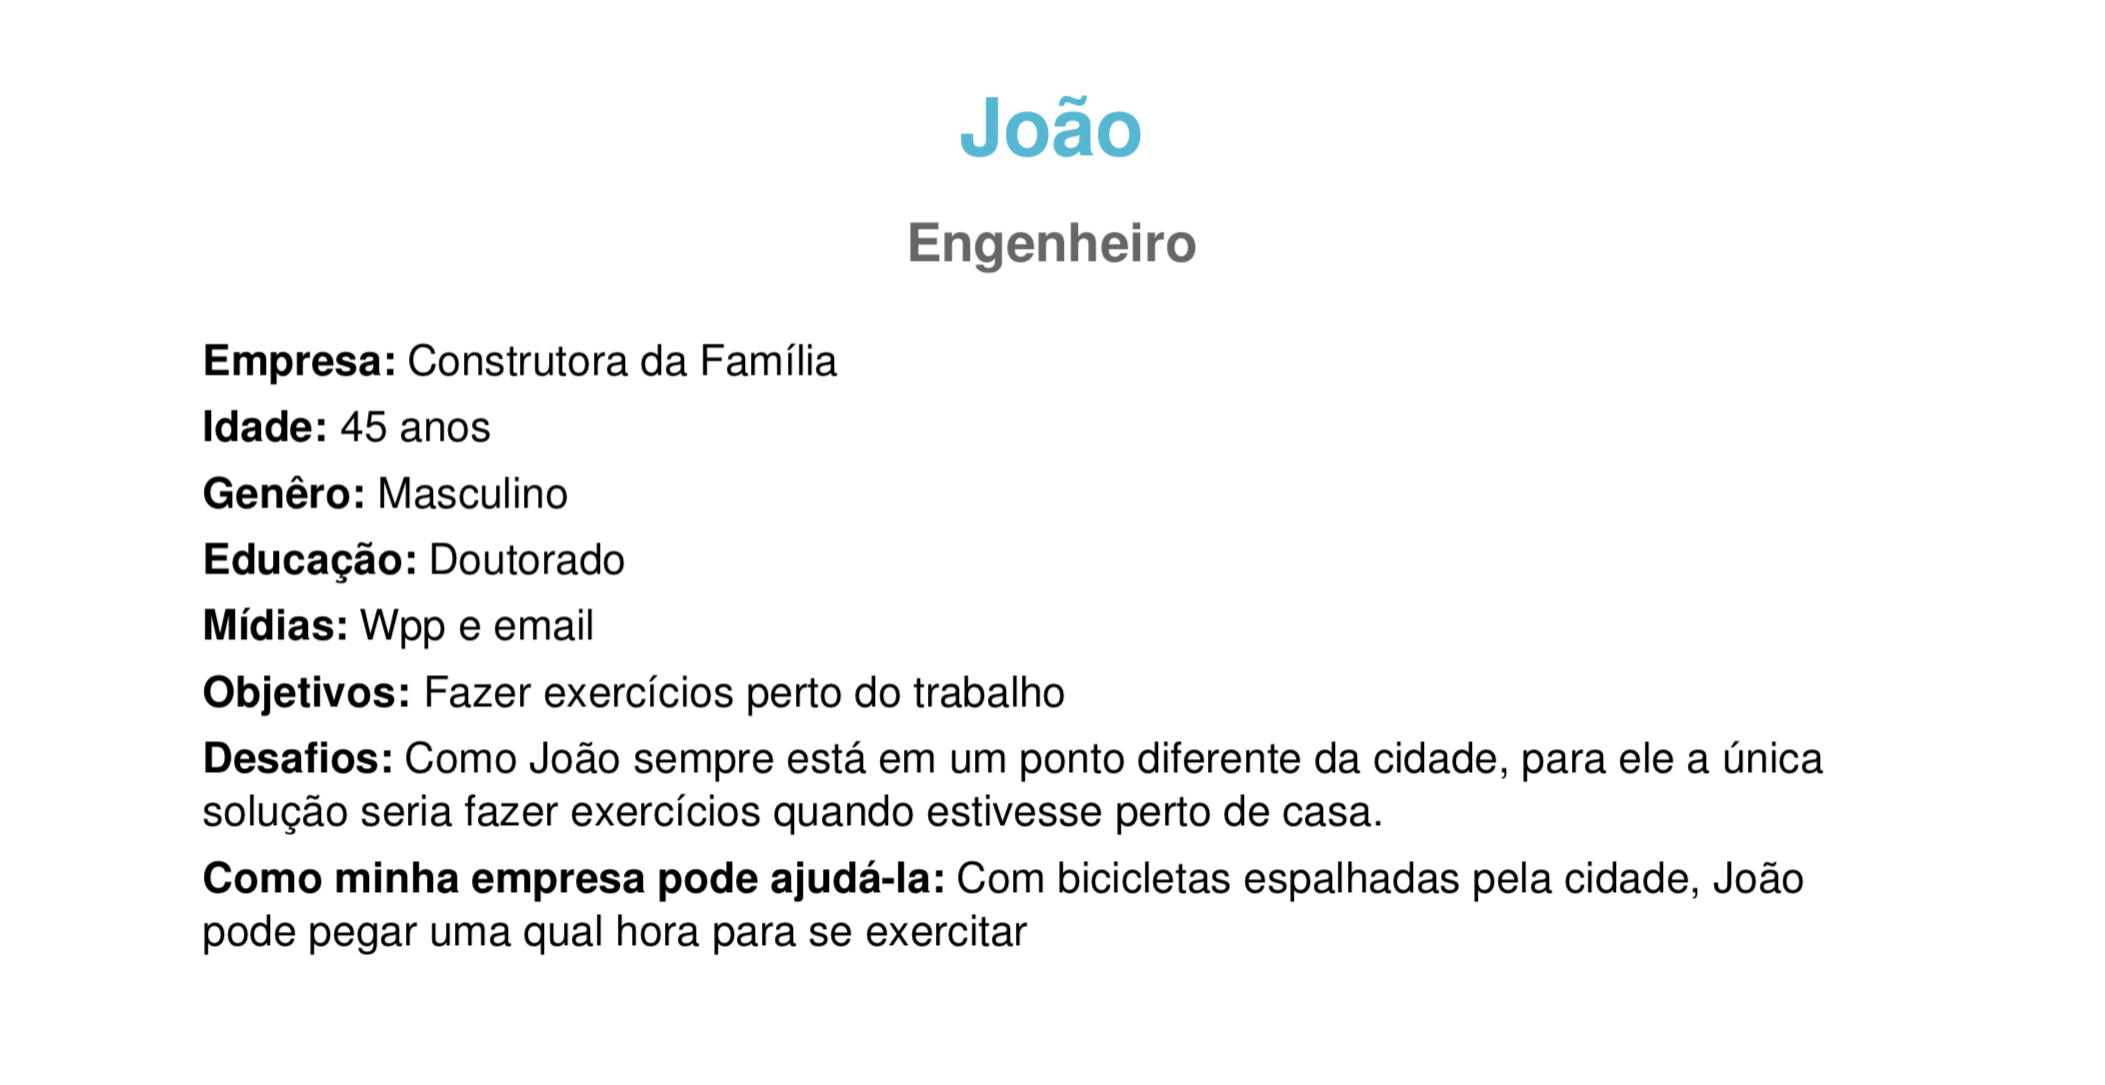 João
Engenheiro
Empresa: Construtora da Família
Idade: 45 anos
Genêro: Masculino
Educação: Doutorado
Mídias: Wpp e email
Objetivos: Fazer exercícios perto do trabalho
Desafios: Como João sempre está em um ponto diferente da cidade, para ele a única
solução seria fazer exercícios quando estivesse perto de casa.
Como minha empresa pode ajudá-la: Com bicicletas espalhadas pela cidade, João
pode pegar uma qual hora para se exercitar